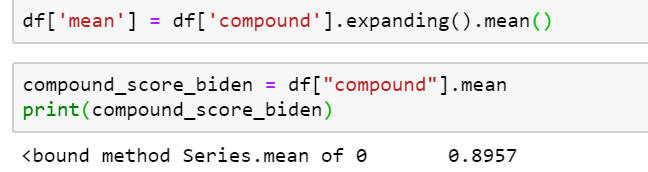 df['mean'] = df['compound'].expanding().mean()
compound_score_biden = df["compound"].mean
print(compound_score_biden)
<bound method Series.mean of 0       0.8957